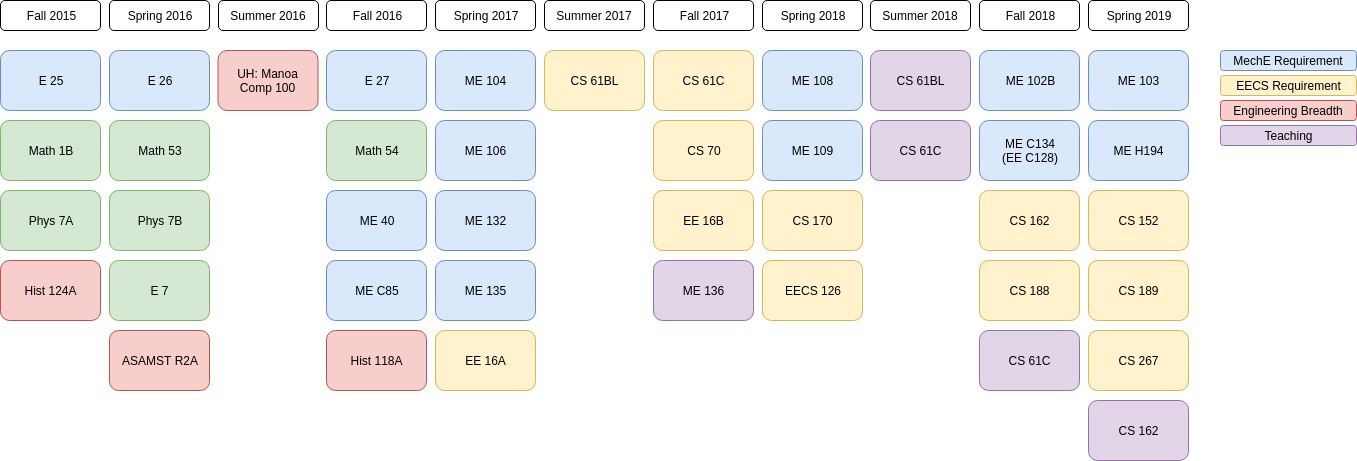 Fall 2015
Spring 2016
Summer 2016
Fall 2016
Spring 2017
Summer 2017
Fall 2017
Spring 2018
Summer 2018
Fall 2018
Spring 2019
E 25
E 26
UH: Manoa
Comp 100
E 27
ME 104
CS 61BL
CS 61C
ME 108
CS 61BL
ME 102B
ME 103
MechE Requirement
EECS Requirement
Engineering Breadth
Teaching
Math 1B
Math 53
Math 54
ME 106
CS 70
ME 109
CS 61C
ME C134
(EE C128)
ME H194
Phys 7A
Phys 7B
ME 40
ME 132
EE 16B
CS 170
CS 162
CS 152
Hist 124A
E 7
ME C85
ME 135
ME 136
EECS 126
CS 188
CS 189
ASAMST R2A
Hist 118A
EE 16A
CS 61C
CS 267
CS 162